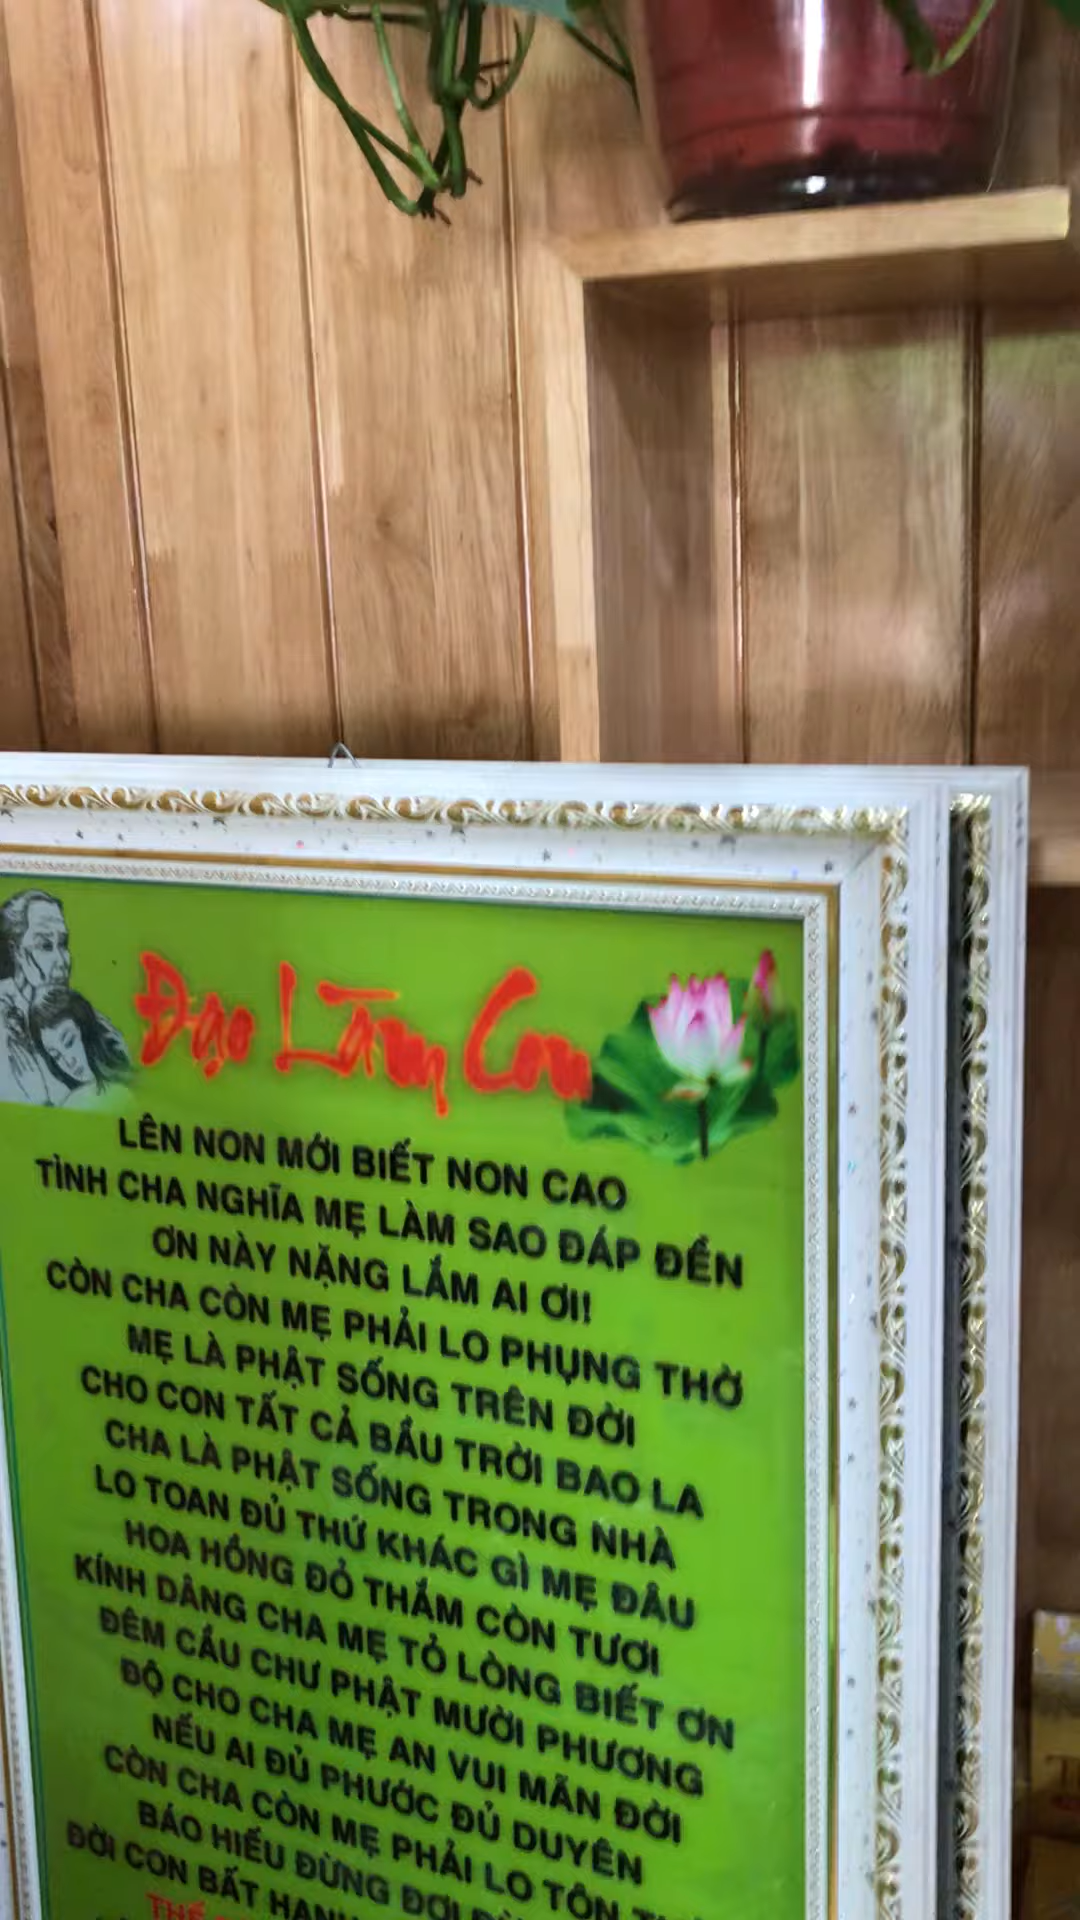 Đạo Làm Con
LÊN NON MỚI BIẾT NON CAO
TÌNH CHA NGHĨA MẸ LÀM SAO ĐÁP ĐỀN
ƠN NÀY NẶNG LẮM AI ƠI!
CÒN CHA CÒN MẸ PHẢI LO PHỤNG THỜ
MẸ LÀ PHẬT SỐNG TRÊN ĐỜI
CHO CON TẤT CẢ BẦU TRỜI BAO LA
CHA LÀ PHẬT SỐNG TRONG NHÀ
LO TOAN ĐỦ THỨ KHÁC GÌ MẸ ĐÂU
HOA HỒNG ĐỎ THẮM CÒN TƯƠI
KÍNH DÂNG CHA MẸ TỎ LÒNG BIẾT ƠN
ĐÊM CẦU CHƯ PHẬT MƯỜI PHƯƠNG
ĐỘ CHO CHA MẸ AN VUI MÃN ĐỜI
NẾU AI ĐỦ PHƯỚC ĐỦ DUYÊN
CÒN CHA CÒN MẸ PHẢI LO TÔN
BÁO HIẾU ĐỪNG ĐỢI
ĐỜI CON BẤT HẠNH
THẾ